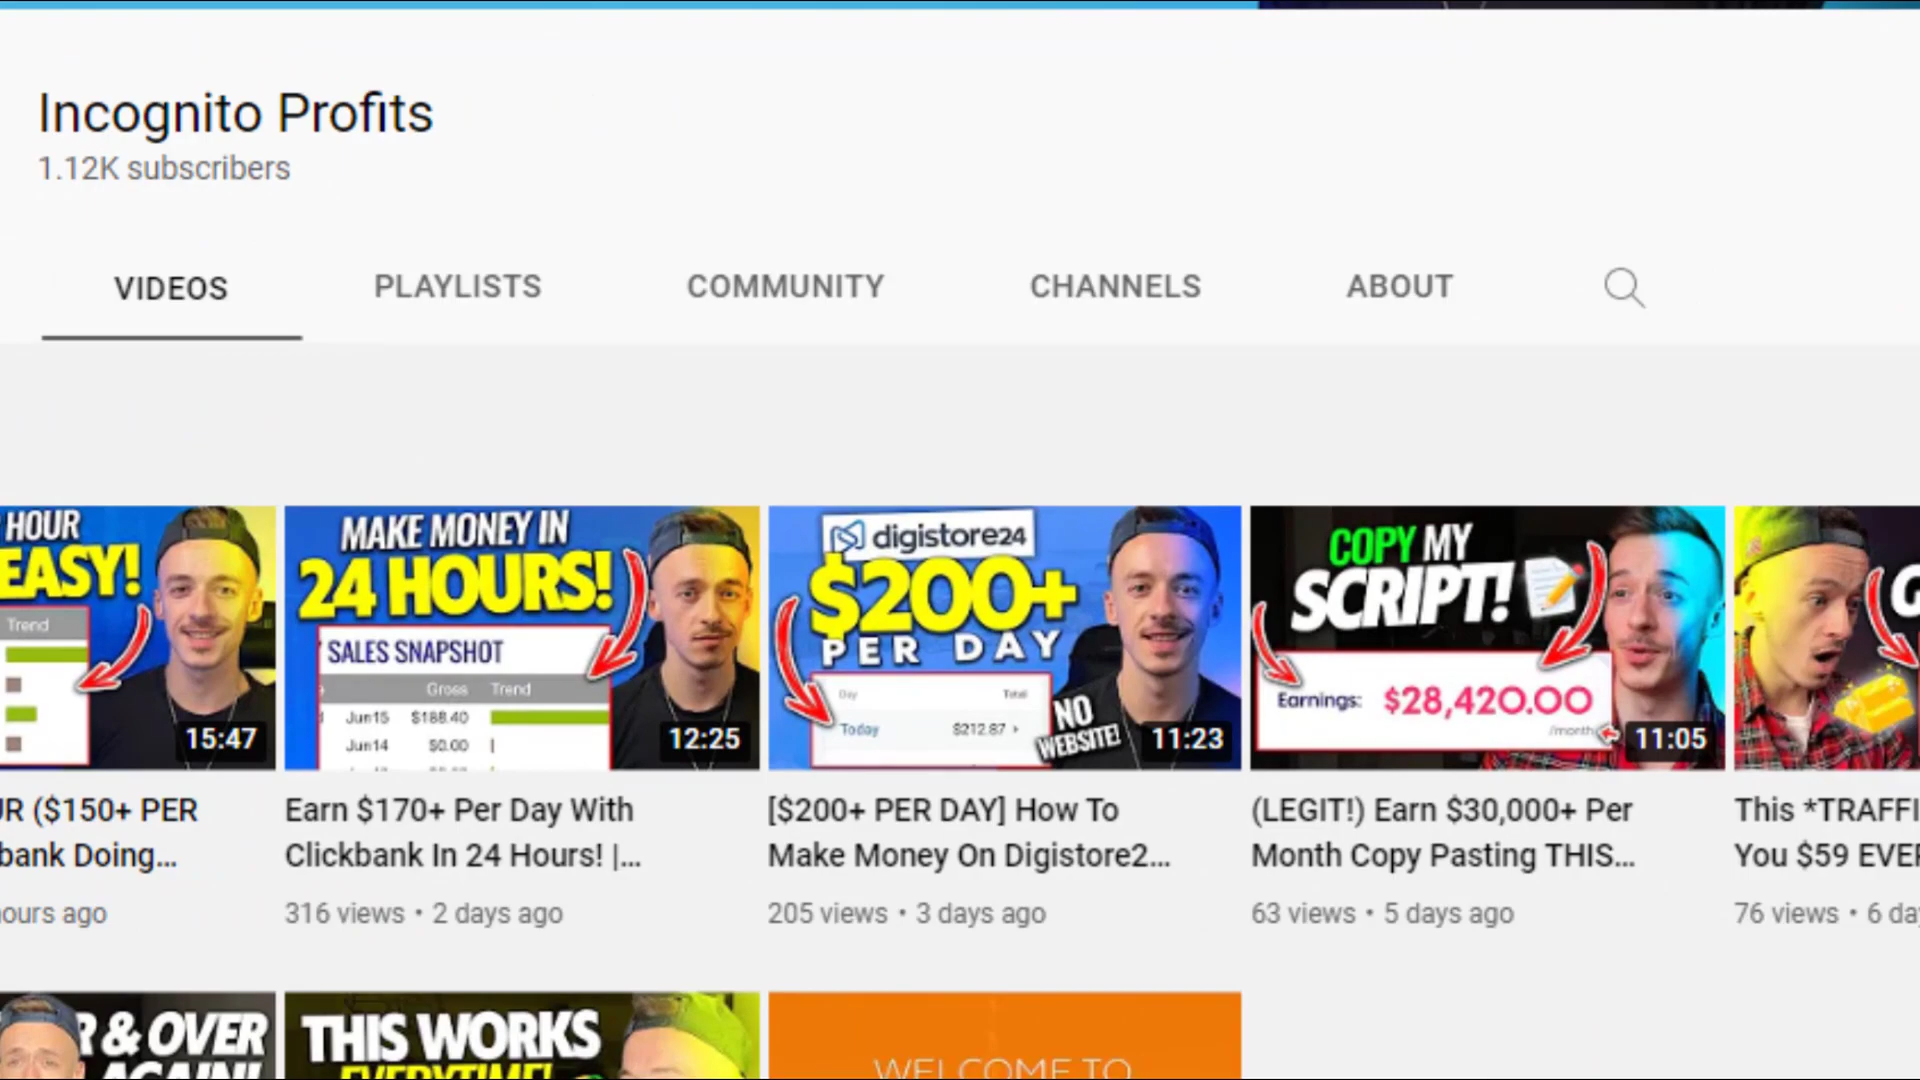 Incognito Profits
1.12K subscribers
VIDEOS
PLAYLISTS
COMMUNITY
CHANNELS
ABOUT
HOUR
EASY!
Trend
15:47
MAKE MONEY IN
24 HOURS!
SALES SNAPSHOT
Gross Trend
Jun 15 $188.40
Jun 14 $0.00
12:25
digistore24
$200+
PER DAY
Day Total
Today $212.87 ›
NO
WEBSITE!
11:23
COPY MY
SCRIPT!
Earnings: $28,420.00
/month
11:05
G
UR ($150+ PER
bank Doing...
ours ago
Earn $170+ Per Day With
Clickbank In 24 Hours! |...
316 views • 2 days ago
[$200+ PER DAY] How To
Make Money On Digistore2...
205 views • 3 days ago
(LEGIT!) Earn $30,000+ Per
Month Copy Pasting THIS...
63 views • 5 days ago
This *TRAFFI
You $59 EVER
76 views • 6 da
R & OVER
AGAIN!
THIS WORKS
EVERYTIME!
WELCOME TO